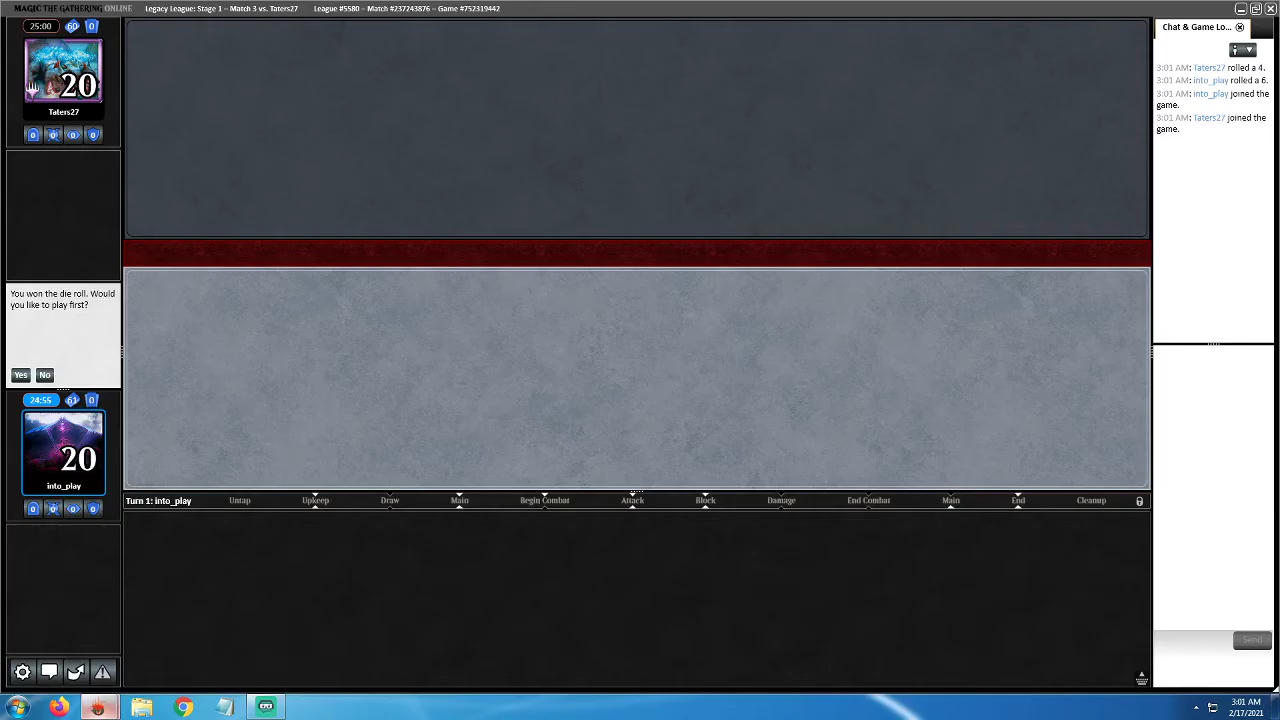 MAGIC THE GATHERING ONLINE Legacy League: Stage 1 – Match 3 vs. Taters27 League #5580 – Match #237243876 – Game #752319442
25:00 60 0
20
Taters27
0 0 0 0
You won the die roll. Would
you like to play first?
Yes No
24:55 61 0
20
into_play
0 0 0 0
Turn 1: into_play Untap Upkeep Draw Main Begin Combat Attack Block Damage End Combat Main End Cleanup
Chat & Game Lo...
3:01 AM: Taters27 rolled a 4.
3:01 AM: into_play rolled a 6.
3:01 AM: into_play joined the
game.
3:01 AM: Taters27 joined the
game.
Send
3:01 AM
2/17/2021